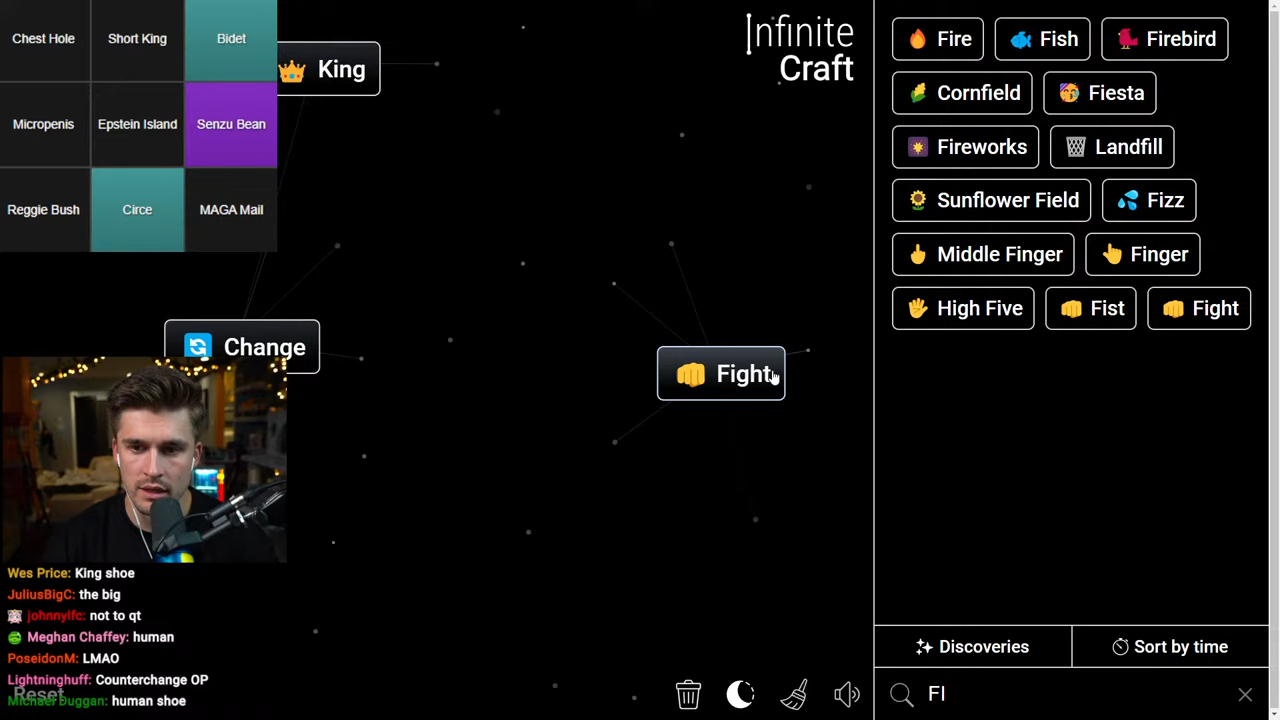 Chest Hole
Short King
Bidet
Micropenis
Epstein Island
Senzu Bean
Reggie Bush
Circe
MAGA Mail
King
Change
Fight
Infinite
Craft
Fire
Fish
Firebird
Cornfield
Fiesta
Fireworks
Landfill
Sunflower Field
Fizz
Middle Finger
Finger
High Five
Fist
Fight
Wes Price: King shoe
JuliusBigC: the big
johnnylfc: not to qt
Meghan Chaffey: human
PoseidonM: LMAO
Lightninghuff: Counterchange OP
Michael Duggan: human shoe
Reset
Discoveries
Sort by time
FI